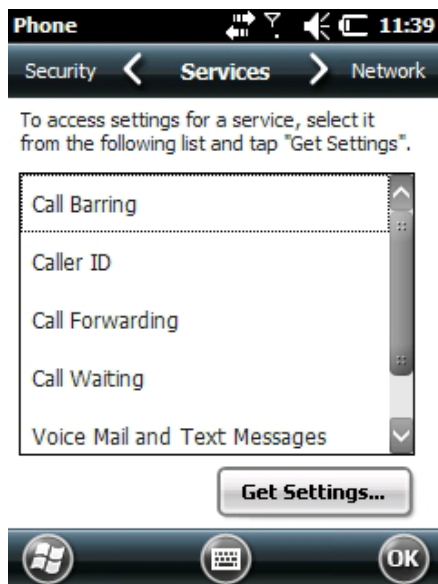 Phone 11:39
Security Services Network
To access settings for a service, select it
from the following list and tap "Get Settings".
Call Barring
Caller ID
Call Forwarding
Call Waiting
Voice Mail and Text Messages
Get Settings...
OK